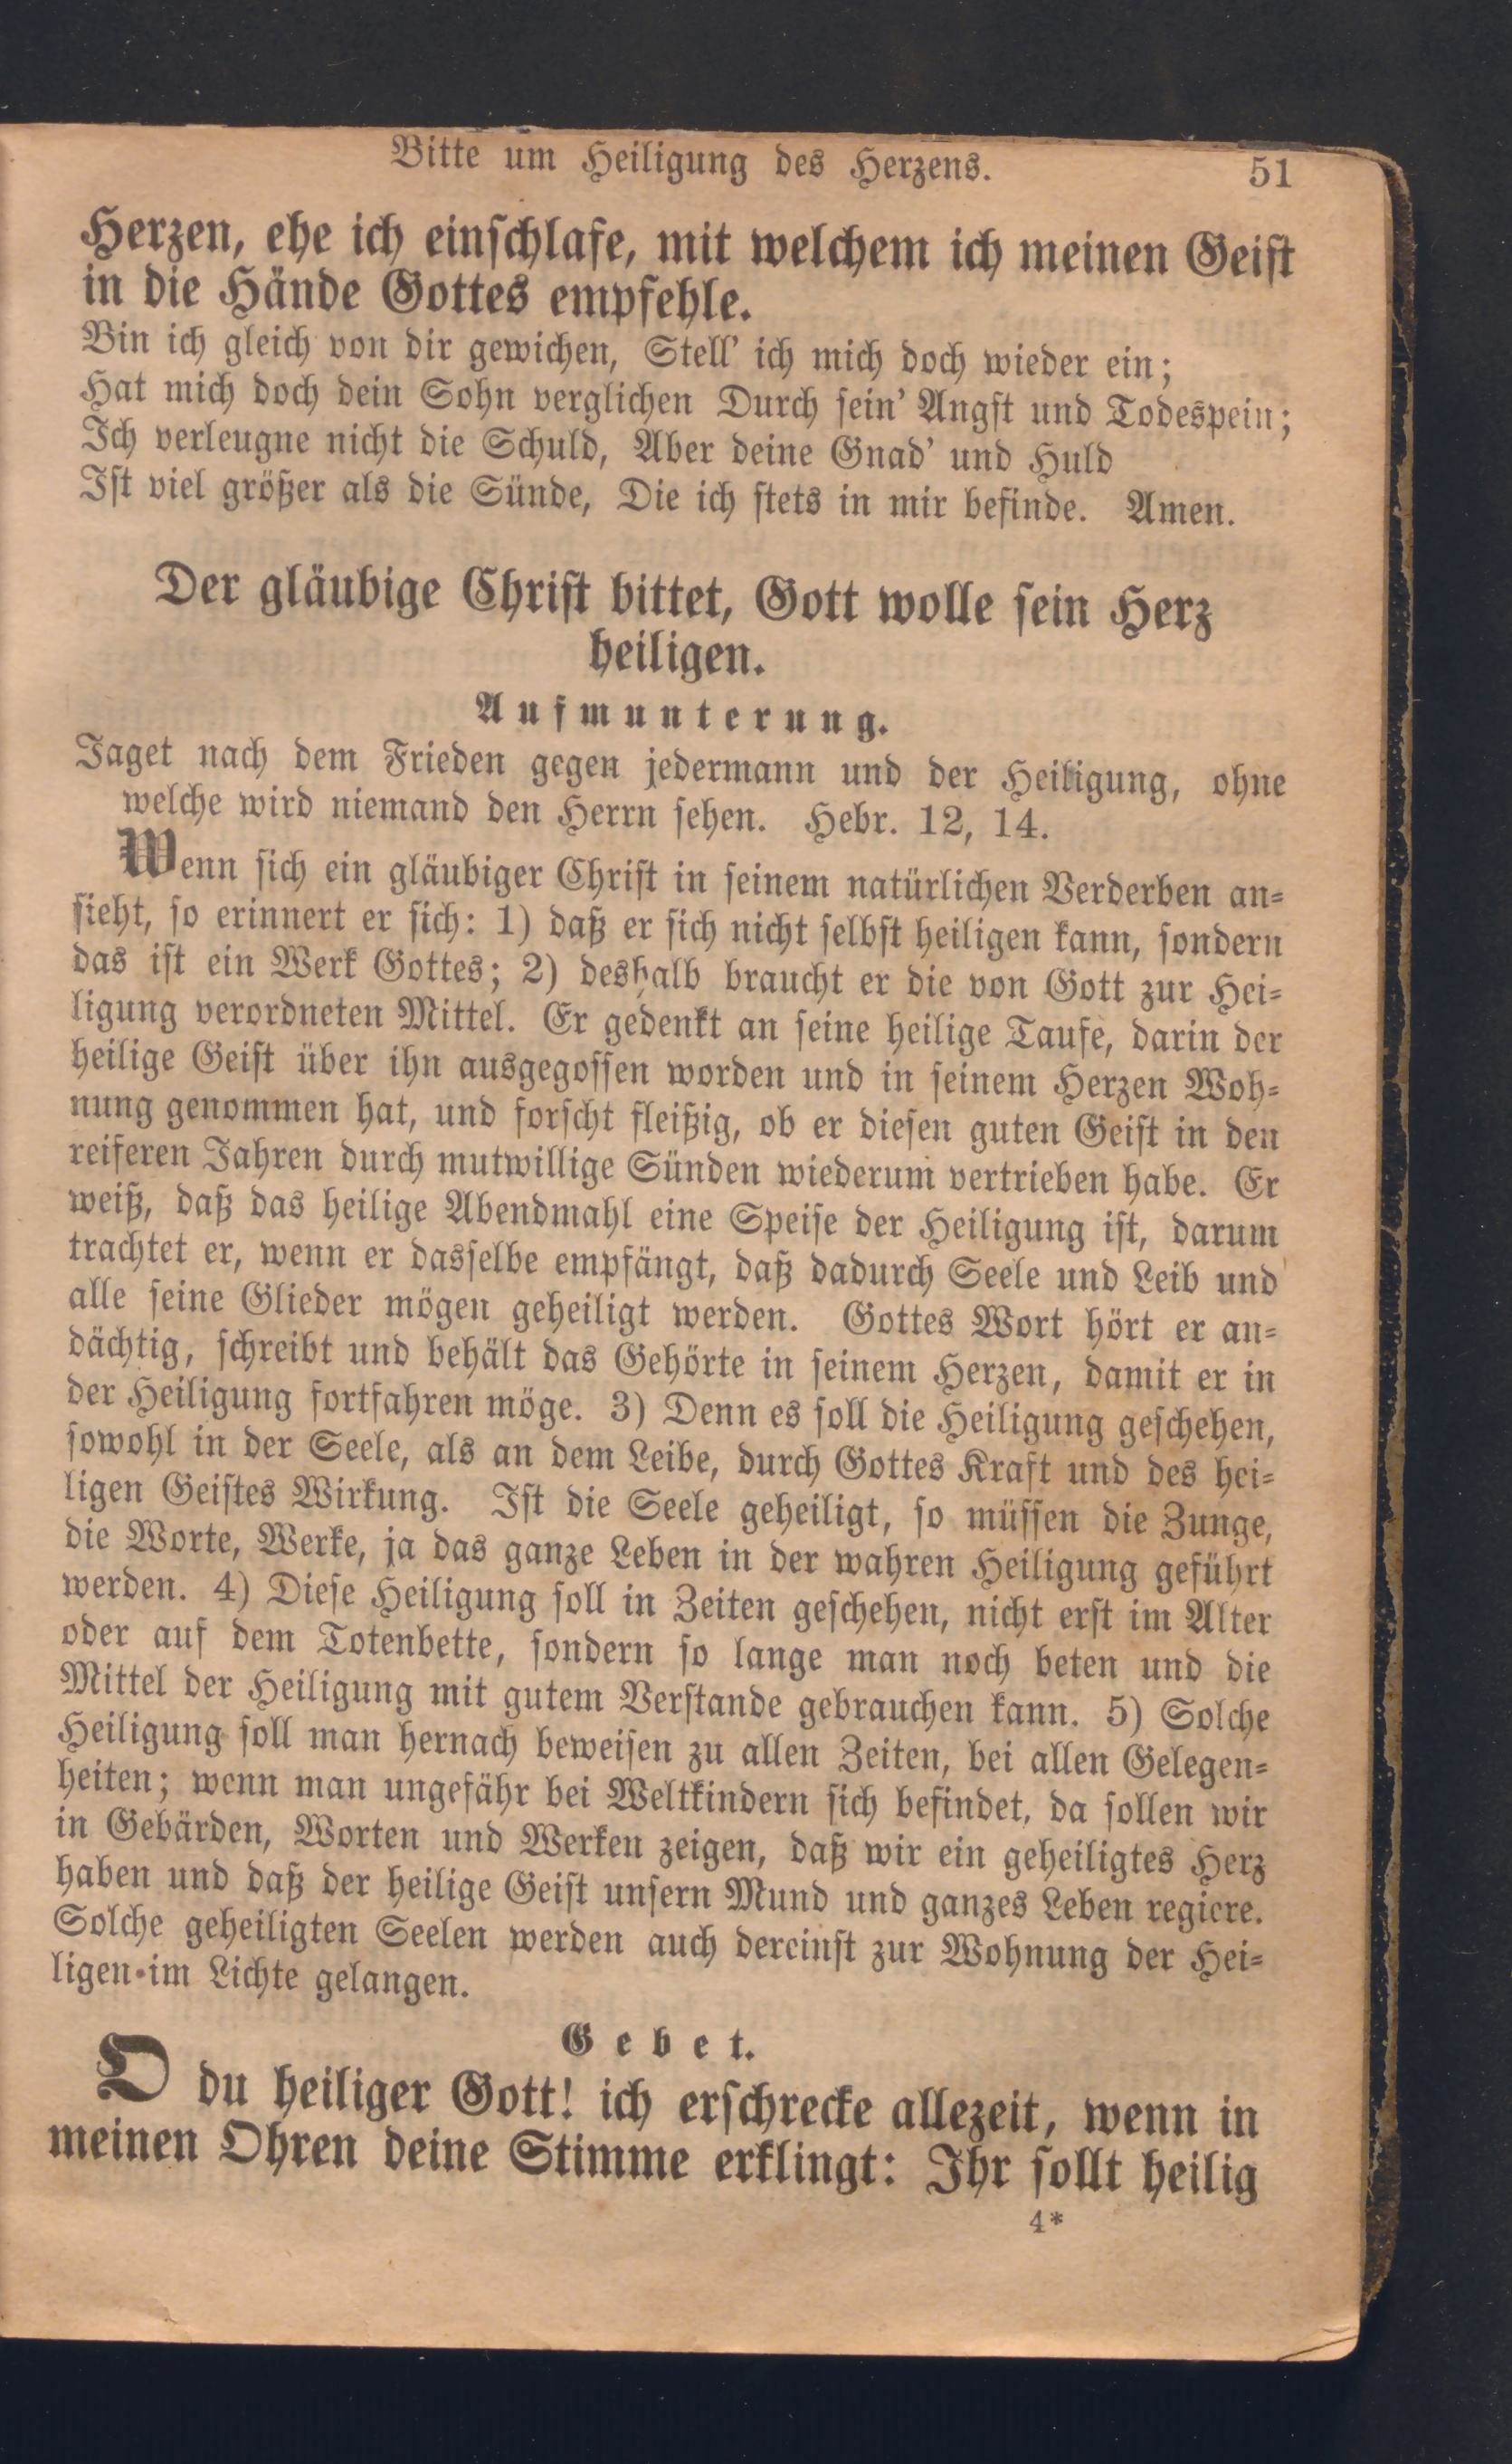 Bitte um Heiligung des Herzens. 51
Herzen, ehe ich einschlafe, mit welchem ich meinen Geist
in die Hände Gottes empfehle.
Bin ich gleich von dir gewichen, Stell' ich mich doch wieder ein;
Hat mich doch dein Sohn verglichen Durch sein' Angst und Todespein;
Ich verleugne nicht die Schuld, Aber deine Gnad' und Huld
Ist viel größer als die Sünde, Die ich stets in mir befinde. Amen.
Der gläubige Christ bittet, Gott wolle sein Herz
heiligen.
Aufmunterung.
Jaget nach dem Frieden gegen jedermann und der Heiligung, ohne
welche wird niemand den Herrn sehen. Hebr. 12, 14.
Wenn sich ein gläubiger Christ in seinem natürlichen Verderben an-
sieht, so erinnert er sich: 1) daß er sich nicht selbst heiligen kann, sondern
das ist ein Werk Gottes; 2) deshalb braucht er die von Gott zur Hei-
ligung verordneten Mittel. Er gedenkt an seine heilige Taufe, darin der
heilige Geist über ihn ausgegossen worden und in seinem Herzen Woh-
nung genommen hat, und forscht fleißig, ob er diesen guten Geist in den
reiferen Jahren durch mutwillige Sünden wiederum vertrieben habe. Er
weiß, daß das heilige Abendmahl eine Speise der Heiligung ist, darum
trachtet er, wenn er dasselbe empfängt, daß dadurch Seele und Leib und
alle seine Glieder mögen geheiligt werden. Gottes Wort hört er an-
dächtig, schreibt und behält das Gehörte in seinem Herzen, damit er in
der Heiligung fortfahren möge. 3) Denn es soll die Heiligung geschehen,
sowohl in der Seele, als an dem Leibe, durch Gottes Kraft und des hei-
ligen Geistes Wirkung. Ist die Seele geheiligt, so müssen die Zunge,
die Worte, Werke, ja das ganze Leben in der wahren Heiligung geführt
werden. 4) Diese Heiligung soll in Zeiten geschehen, nicht erst im Alter
oder auf dem Totenbette, sondern so lange man noch beten und die
Mittel der Heiligung mit gutem Verstande gebrauchen kann. 5) Solche
Heiligung soll man hernach beweisen zu allen Zeiten, bei allen Gelegen-
heiten; wenn man ungefähr bei Weltkindern sich befindet, da sollen wir
in Gebärden, Worten und Werken zeigen, daß wir ein geheiligtes Herz
haben und daß der heilige Geist unsern Mund und ganzes Leben regiere.
Solche geheiligten Seelen werden auch dereinst zur Wohnung der Hei-
ligen im Lichte gelangen.
Gebet.
O du heiliger Gott! ich erschrecke allezeit, wenn in
meinen Ohren deine Stimme erklingt: Ihr sollt heilig
4*